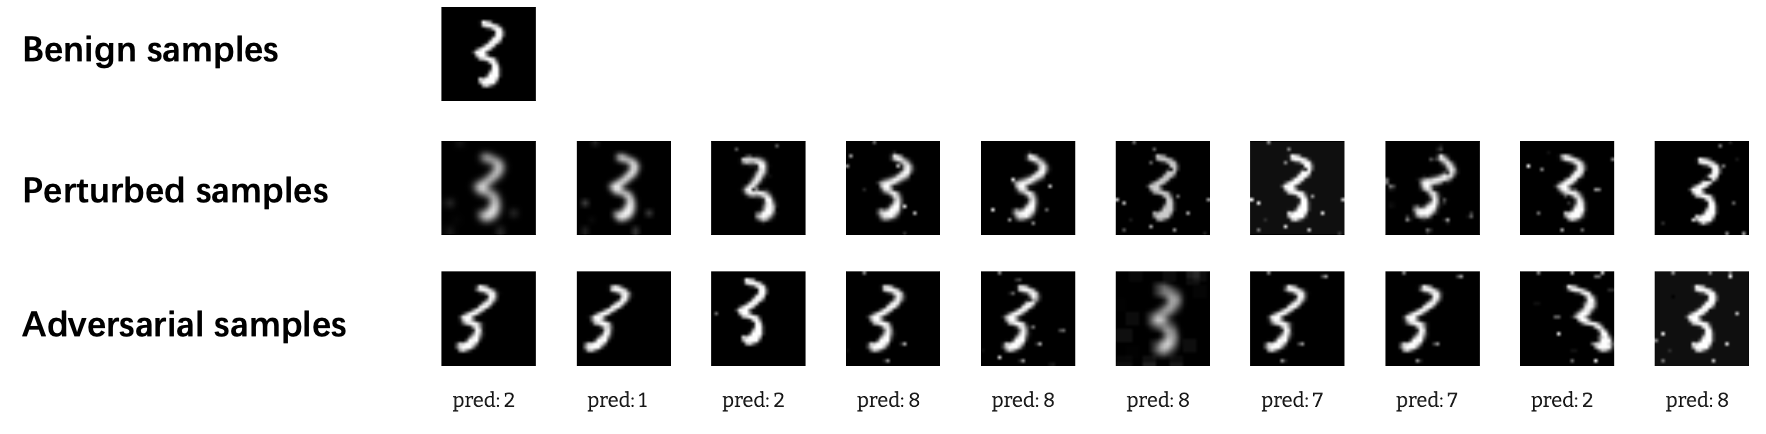 Benign samples
Perturbed samples
Adversarial samples
pred: 2 pred: 1 pred: 2 pred: 8 pred: 8 pred: 8 pred: 7 pred: 7 pred: 2 pred: 8